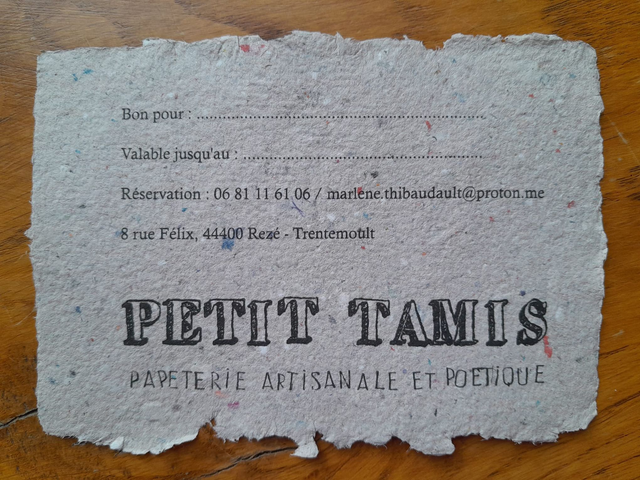 Bon pour : ........................................................................
Valable jusqu'au : ............................................................
Réservation : 06 81 11 61 06 / marlene.thibaudault@proton.me
8 rue Félix, 44400 Rezé - Trentemoult
PETIT TAMIS
PAPETERIE ARTISANALE ET POETIQUE